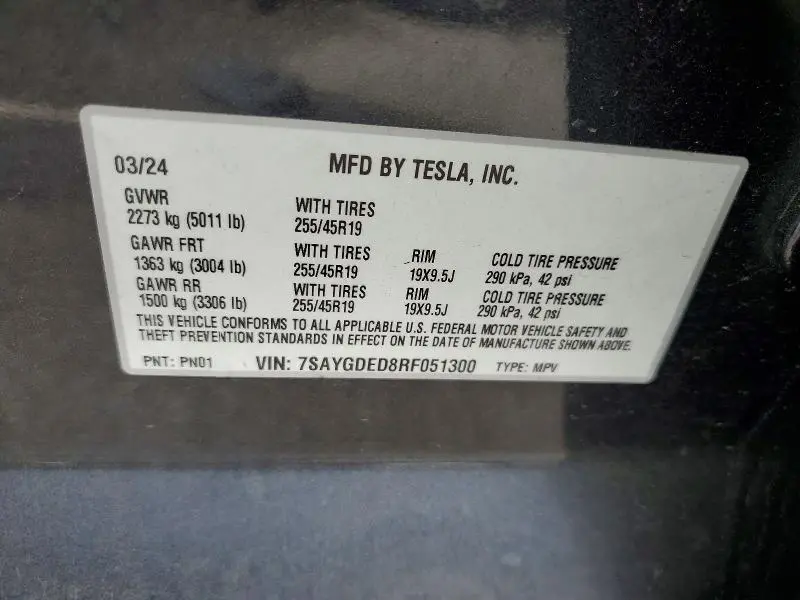 03/24 MFD BY TESLA, INC.
GVWR
2273 kg (5011 lb)
WITH TIRES
255/45R19
GAWR FRT
1363 kg (3004 lb)
WITH TIRES
255/45R19
RIM
19X9.5J
COLD TIRE PRESSURE
290 kPa, 42 psi
GAWR RR
1500 kg (3306 lb)
WITH TIRES
255/45R19
RIM
19X9.5J
COLD TIRE PRESSURE
290 kPa, 42 psi
THIS VEHICLE CONFORMS TO ALL APPLICABLE U.S. FEDERAL MOTOR VEHICLE SAFETY AND
THEFT PREVENTION STANDARDS IN EFFECT ON THE DATE OF MANUFACTURE SHOWN ABOVE.
PNT: PN01 VIN: 7SAYGDED8RF051300 TYPE: MPV